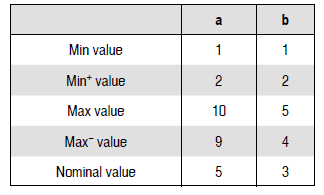 a b
Min value 1 1
Min⁺ value 2 2
Max value 10 5
Max⁻ value 9 4
Nominal value 5 3